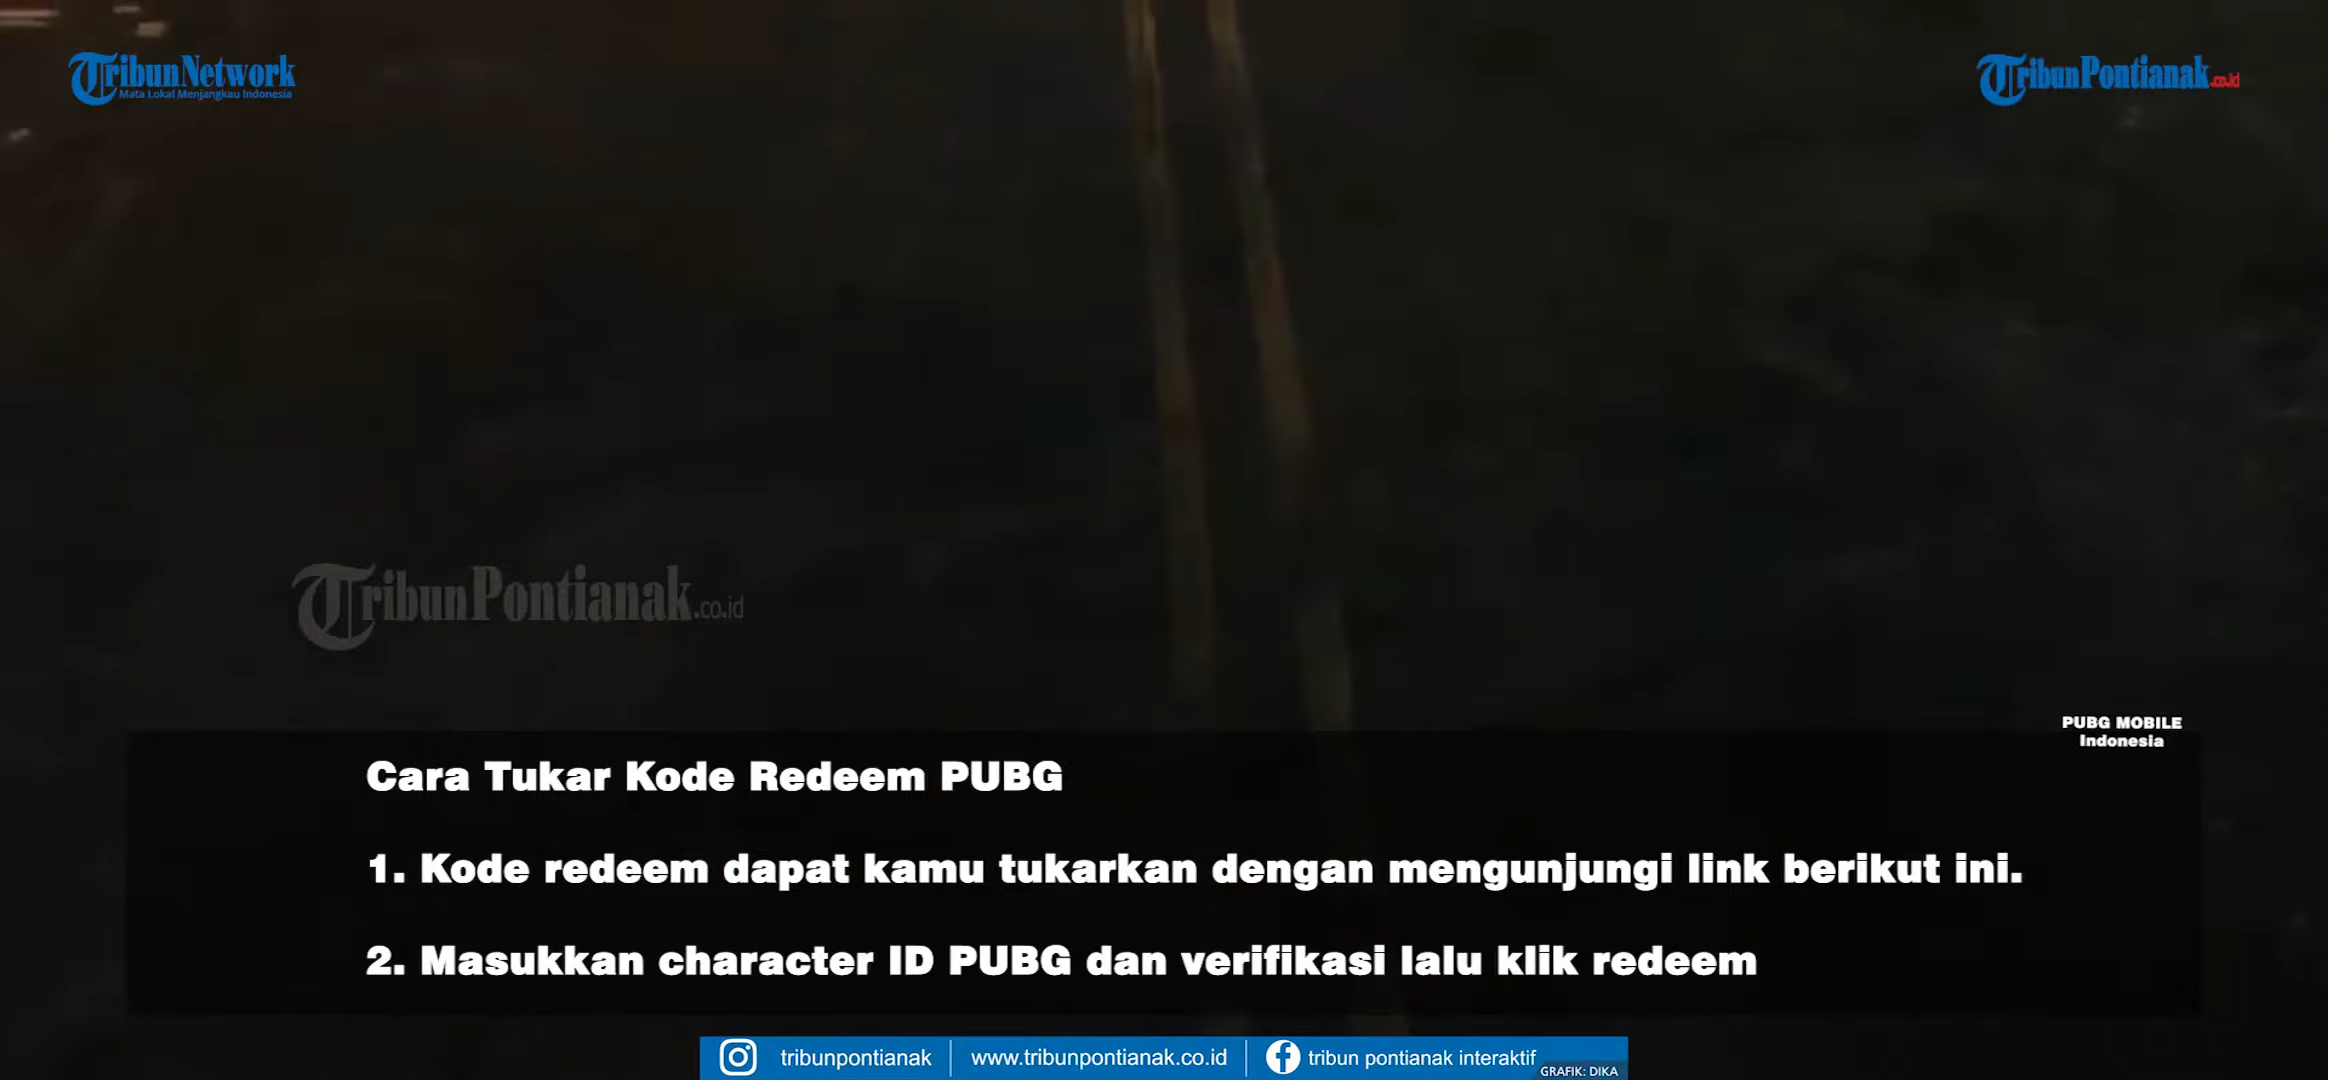 TribunNetwork
Mata Lokal Menjangkau Indonesia
TribunPontianak.co.id
TribunPontianak.co.id
PUBG MOBILE
Indonesia
Cara Tukar Kode Redeem PUBG
1. Kode redeem dapat kamu tukarkan dengan mengunjungi link berikut ini.
2. Masukkan character ID PUBG dan verifikasi lalu klik redeem
tribunpontianak
www.tribunpontianak.co.id
tribun pontianak interaktif
GRAFIK: DIKA